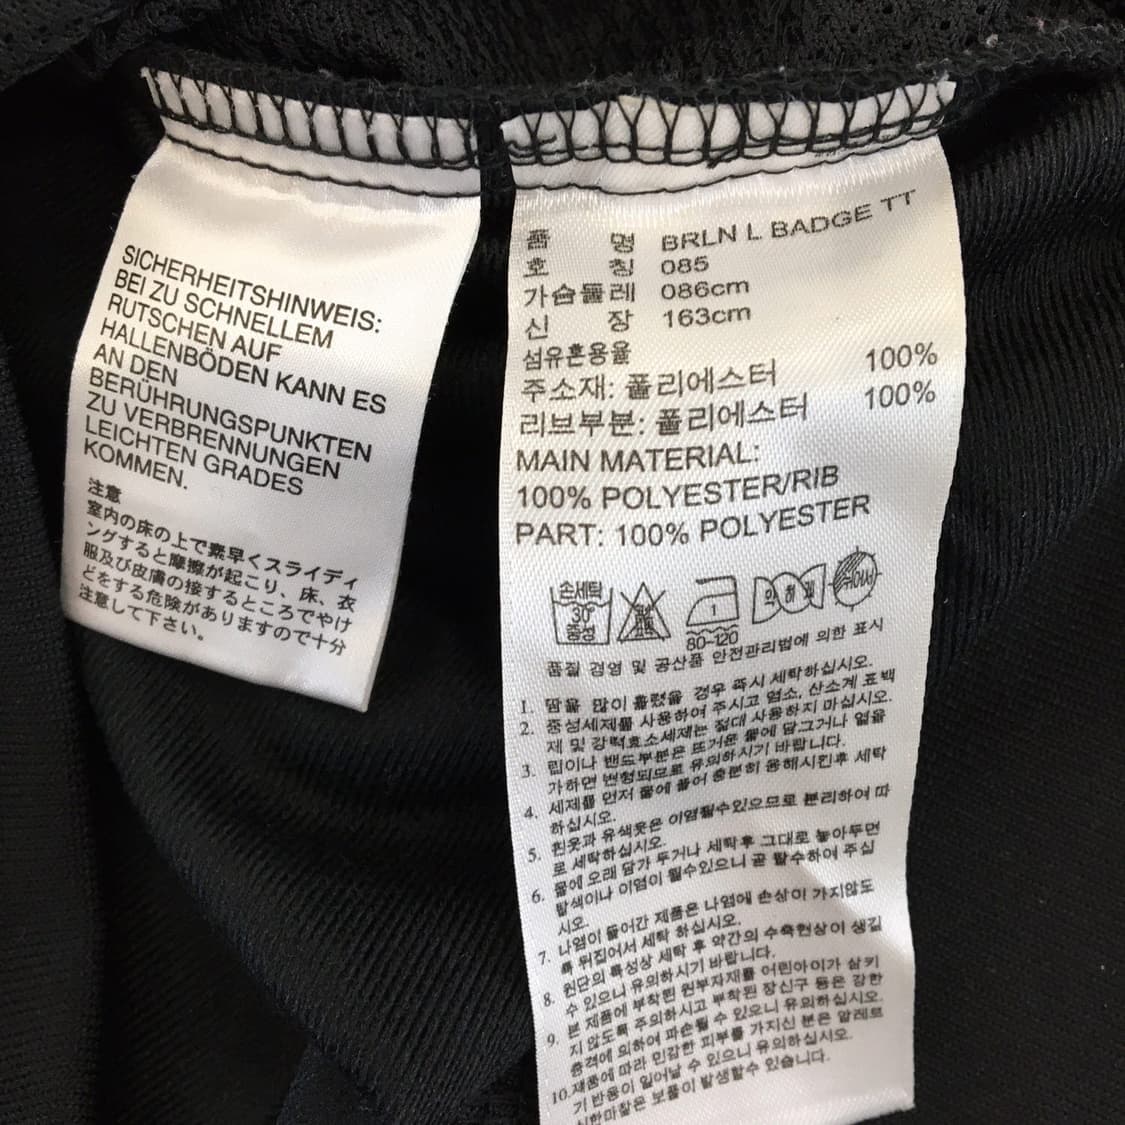 SICHERHEITSHINWEIS:
BEI ZU SCHNELLEM
RUTSCHEN AUF
HALLENBÖDEN KANN ES
AN DEN
BERÜHRUNGSPUNKTEN
ZU VERBRENNUNGEN
LEICHTEN GRADES
KOMMEN.
注意
室内の床の上で素早くスライディ
ングすると摩擦が起こり、床、衣
服及び皮膚の接するところでやけ
どをする危険がありますので十分
注意して下さい。
품 명 BRLN L BADGE TT
호 칭 085
가슴둘레 086cm
신 장 163cm
섬유혼용율
주소재: 폴리에스터 100%
리브부분: 폴리에스터 100%
MAIN MATERIAL:
100% POLYESTER/RIB
PART: 100% POLYESTER
손세탁
30°
중성
1
80-120
품질 경영 및 공산품 안전관리법에 의한 표시
1. 땀을 많이 흘렸을 경우 즉시 세탁하십시오.
2. 중성세제를 사용하여 주시고 염소, 산소계 표백
제 및 강력효소세제는 절대 사용하지 마십시오.
3. 립이나 밴드부분은 뜨거운 물에 담그거나 열을
가하면 변형되므로 유의하시기 바랍니다.
4. 세제를 먼저 물에 풀어 충분히 용해시킨후 세탁
하십시오.
5. 흰옷과 유색옷은 이염될수있으므로 분리하여 따
로 세탁하십시오.
6. 물에 오래 담가 두거나 세탁후 그대로 놓아두면
탈색이나 이염이 될수있으니 곧 탈수하여 주십
시오.
7. 나염이 들어간 제품은 나염에 손상이 가지않도
록 뒤집어서 세탁 하십시오.
8. 원단의 특성상 세탁 후 약간의 수축현상이 생길
수 있으니 유의하시기 바랍니다.
9. 본 제품에 부착된 원부자재를 어린아이가 삼키
지 않도록 주의하시고 부착된 장신구 등은 강한
충격에 의하여 파손될 수 있으니 유의하십시오.
10.제품에 따라 민감한 피부를 가지신 분은 알레르
기 반응이 일어날 수 있으니 유의하십시오.
보풀이 발생할수 있습니다.